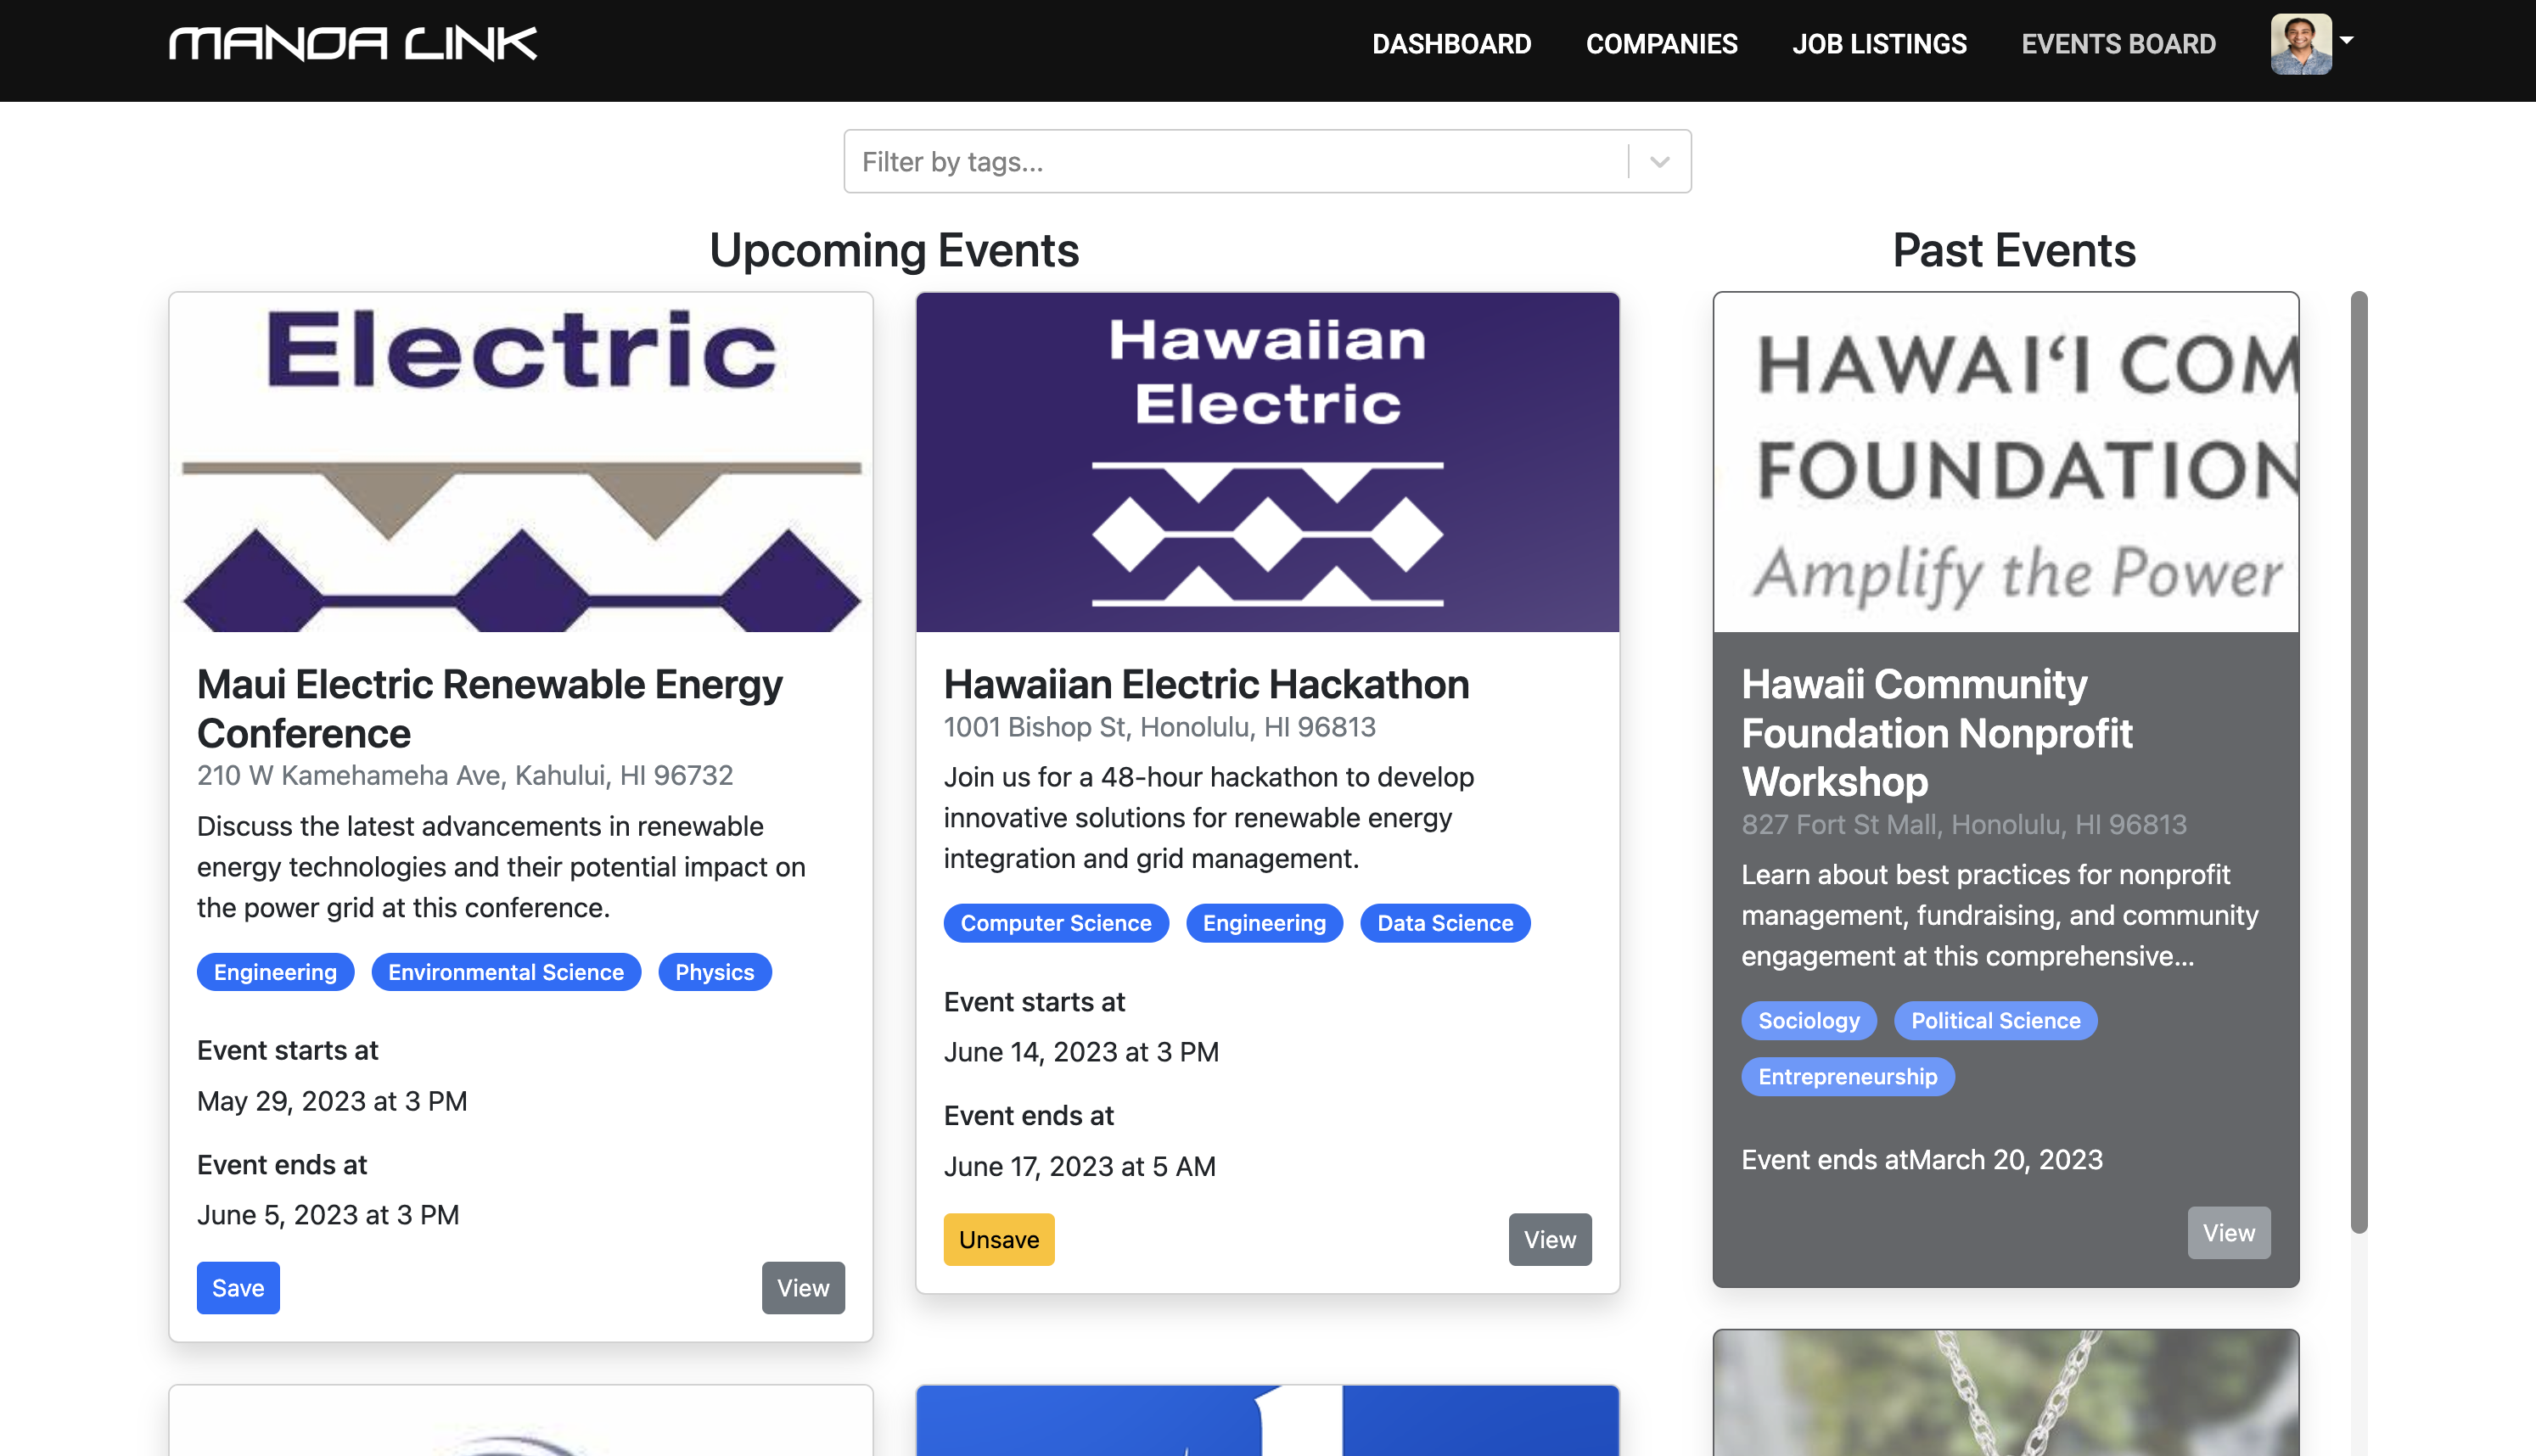 MANOA LINK
DASHBOARD
COMPANIES
JOB LISTINGS
EVENTS BOARD
Filter by tags...
Upcoming Events
Electric
Maui Electric Renewable Energy
Conference
210 W Kamehameha Ave, Kahului, HI 96732
Discuss the latest advancements in renewable
energy technologies and their potential impact on
the power grid at this conference.
Engineering
Environmental Science
Physics
Event starts at
May 29, 2023 at 3 PM
Event ends at
June 5, 2023 at 3 PM
Save
View
Hawaiian
Electric
Hawaiian Electric Hackathon
1001 Bishop St, Honolulu, HI 96813
Join us for a 48-hour hackathon to develop
innovative solutions for renewable energy
integration and grid management.
Computer Science
Engineering
Data Science
Event starts at
June 14, 2023 at 3 PM
Event ends at
June 17, 2023 at 5 AM
Unsave
View
Past Events
HAWAIʻI COM
FOUNDATION
Amplify the Power
Hawaii Community
Foundation Nonprofit
Workshop
827 Fort St Mall, Honolulu, HI 96813
Learn about best practices for nonprofit
management, fundraising, and community
engagement at this comprehensive...
Sociology
Political Science
Entrepreneurship
Event ends atMarch 20, 2023
View